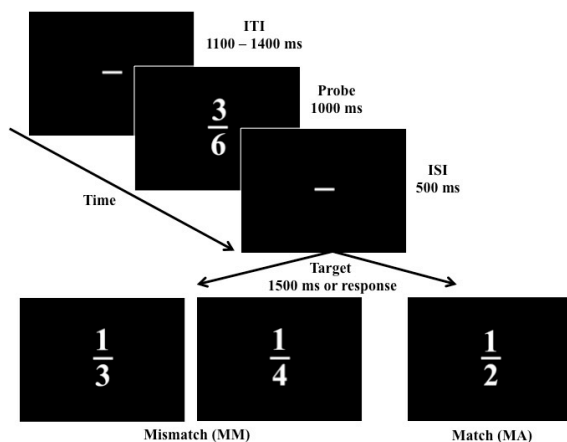 ITI
1100 – 1400 ms
Probe
1000 ms
3
6
ISI
500 ms
Time
Target
1500 ms or response
1
3
1
4
1
2
Mismatch (MM)
Match (MA)